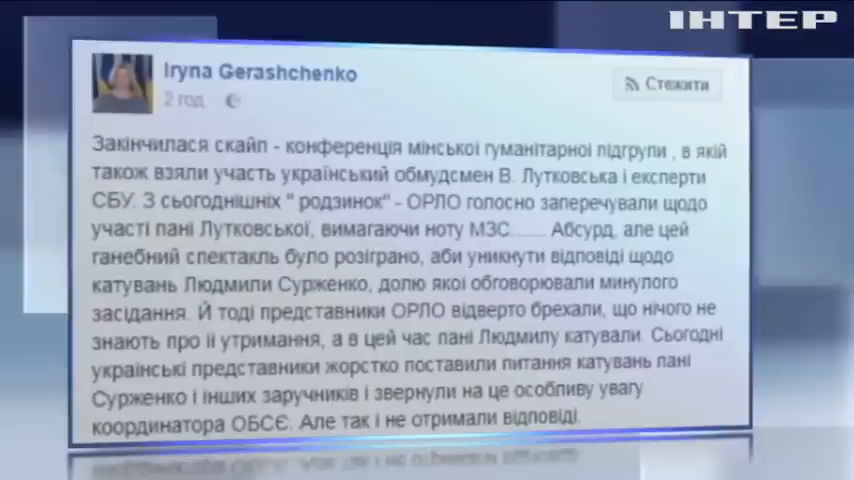 ІНТЕР
Iryna Gerashchenko
Стежити
2 год
Закінчилася скайп - конференція мінської гуманітарної підгрупи , в якій
також взяли участь український обмудсмен В. Лутковська і експерти
СБУ. З сьогоднішніх " родзинок" - ОРЛО голосно заперечували щодо
участі пані Лутковської, вимагаючи ноту МЗС....... Абсурд, але цей
ганебний спектакль було розіграно, аби уникнути відповіді щодо
катувань Людмили Сурженко, долю якої обговорювали минулого
засідання. Й тоді представники ОРЛО відверто брехали, що нічого не
знають про її утримання, а в цей час пані Людмилу катували. Сьогодні
українські представники жорстко поставили питання катувань пані
Сурженко і інших заручників і звернули на це особливу увагу
координатора ОБСЄ. Але так і не отримали відповіді.